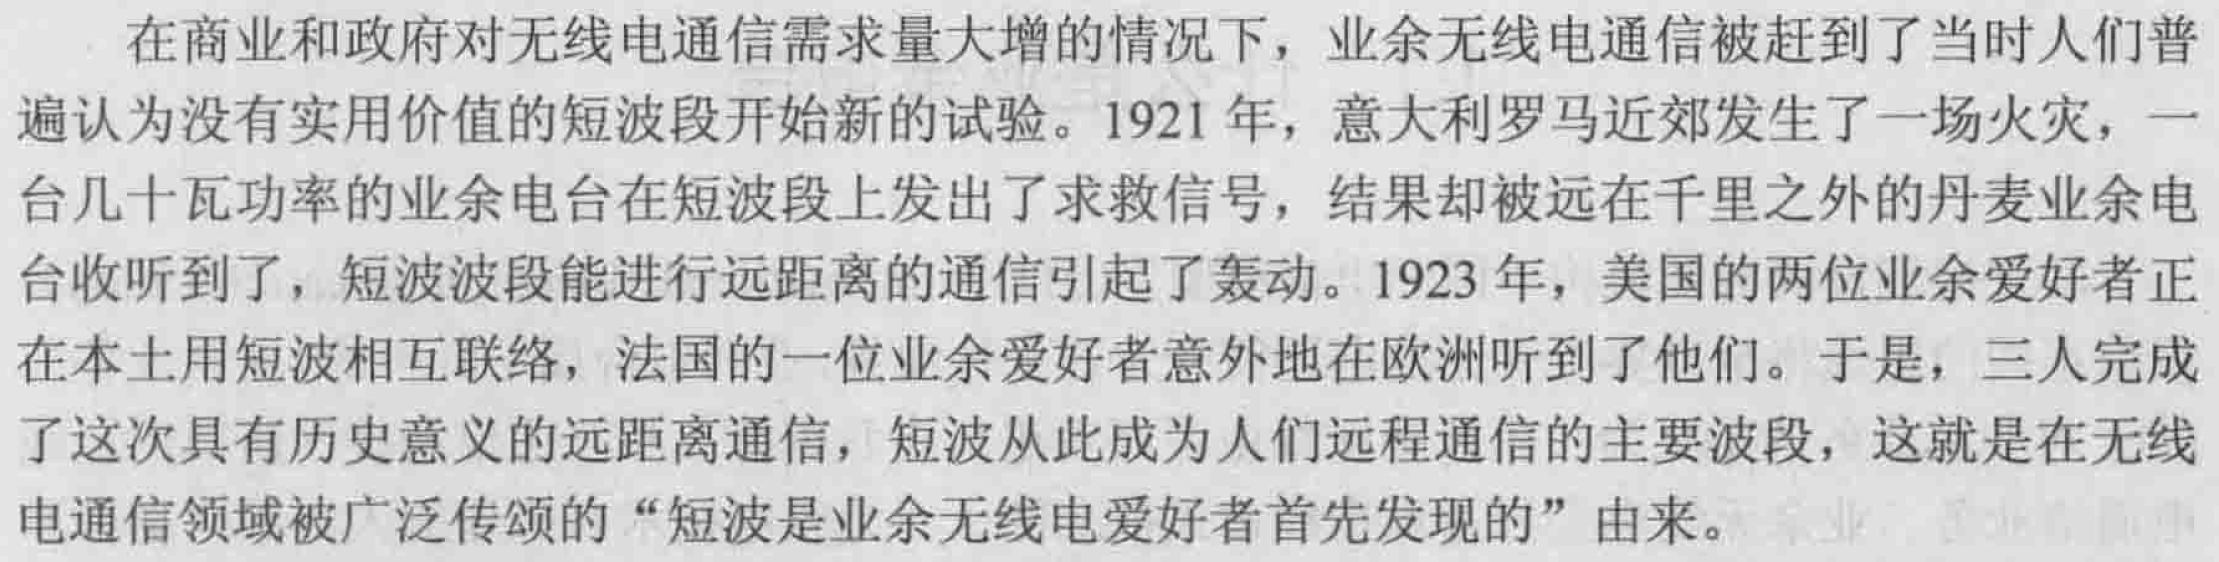 在商业和政府对无线电通信需求量大增的情况下，业余无线电通信被赶到了当时人们普
遍认为没有实用价值的短波段开始新的试验。1921 年，意大利罗马近郊发生了一场火灾，一
台几十瓦功率的业余电台在短波段上发出了求救信号，结果却被远在千里之外的丹麦业余电
台收听到了，短波波段能进行远距离的通信引起了轰动。1923 年，美国的两位业余爱好者正
在本土用短波相互联络，法国的一位业余爱好者意外地在欧洲听到了他们。于是，三人完成
了这次具有历史意义的远距离通信，短波从此成为人们远程通信的主要波段，这就是在无线
电通信领域被广泛传颂的“短波是业余无线电爱好者首先发现的”由来。